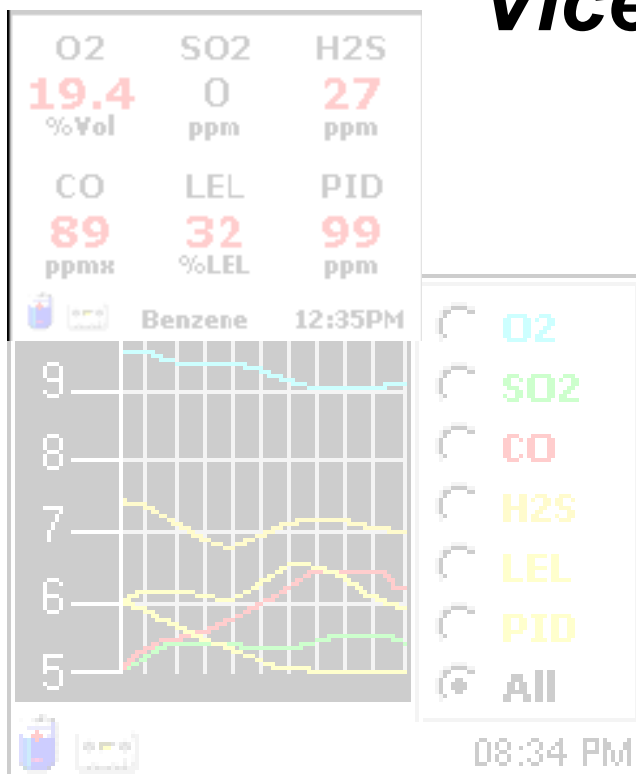 Vice
O2 SO2 H2S
19.4 0 27
%Vol ppm ppm
CO LEL PID
89 32 99
ppmx %LEL ppm
Benzene 12:35PM
9
8
7
6
5
O2
SO2
CO
H2S
LEL
PID
All
08:34 PM